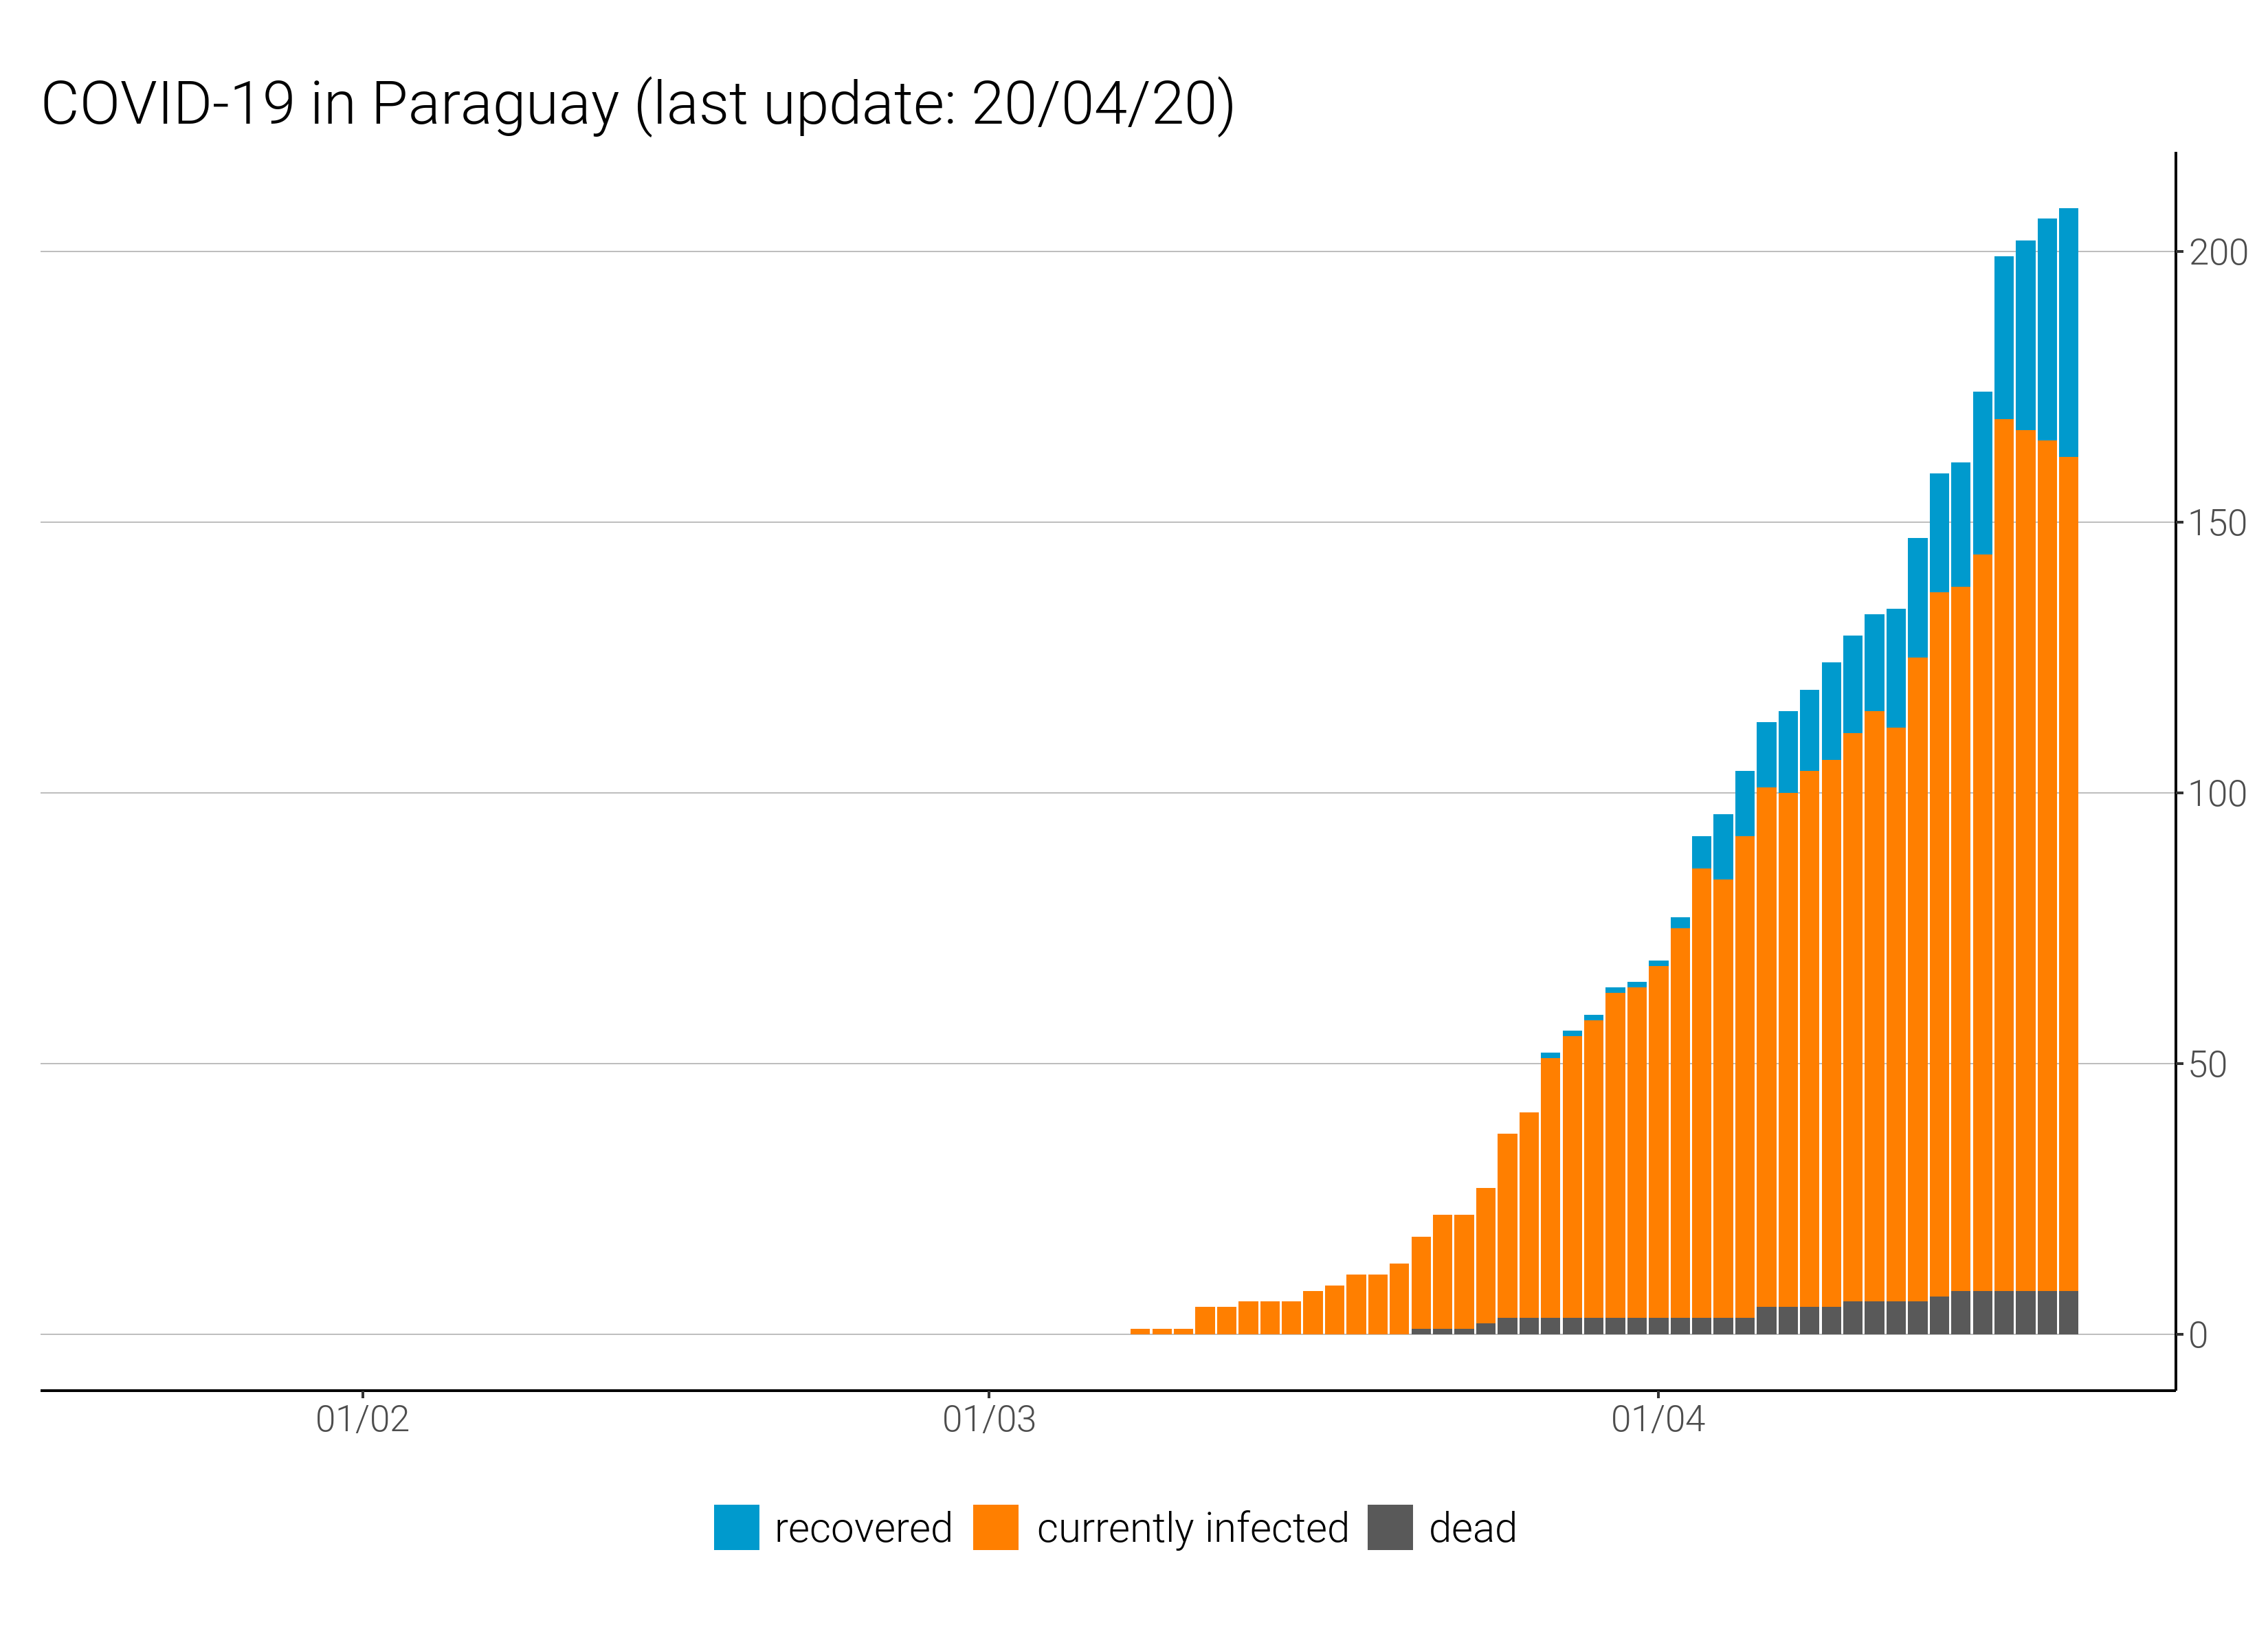 COVID-19 in Paraguay (last update: 20/04/20)
200
150
100
50
0
01/02 01/03 01/04
recovered currently infected dead